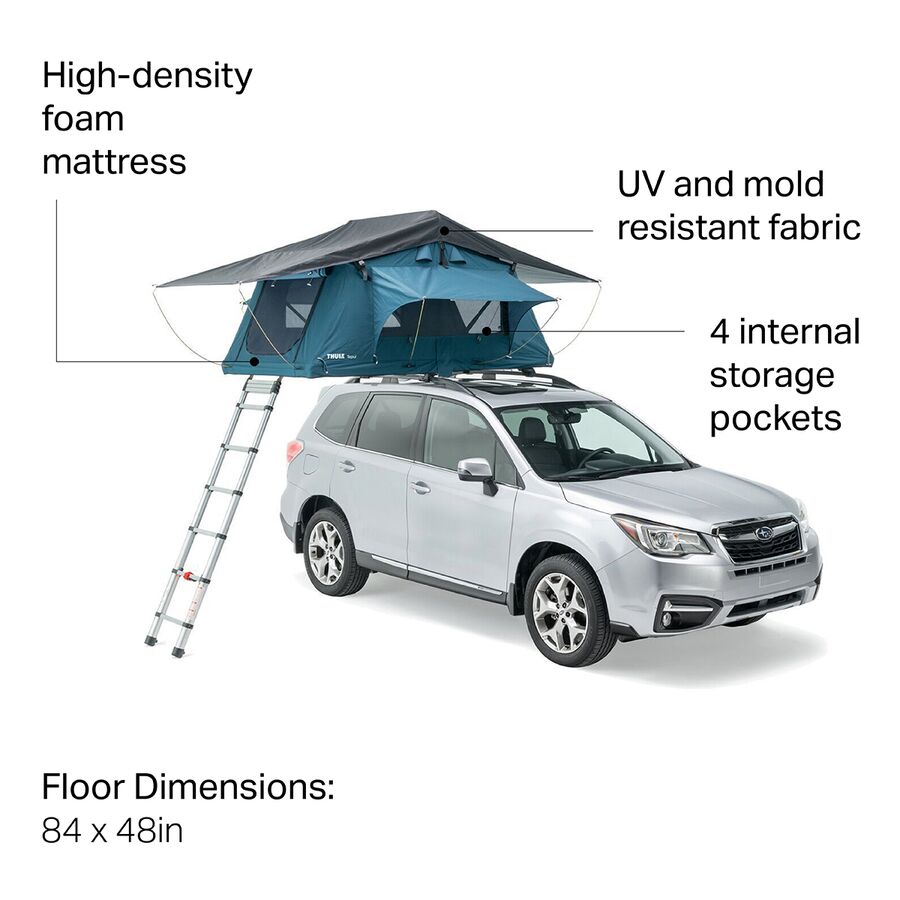 High-density
foam
mattress
UV and mold
resistant fabric
4 internal
storage
pockets
THULE Tepui
Floor Dimensions:
84 x 48in